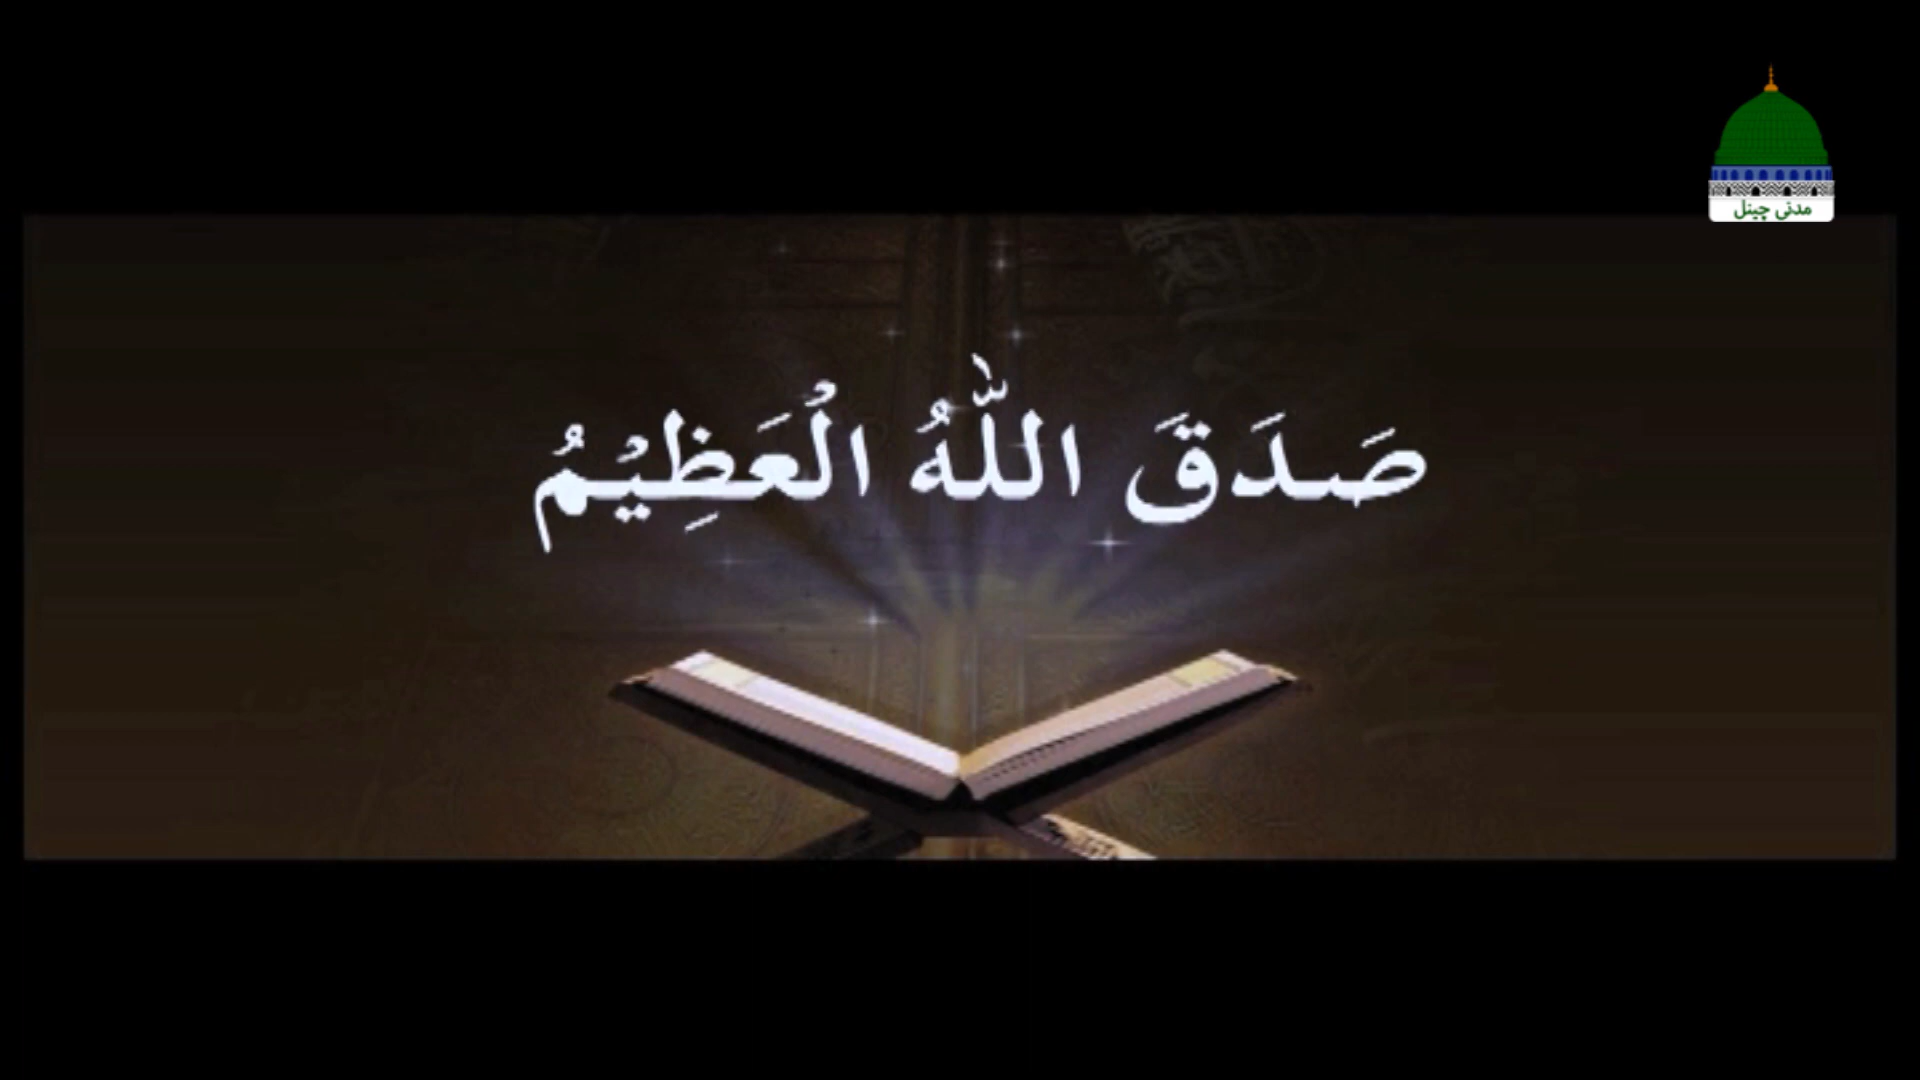 مدنی چینل
صَدَقَ اللّٰهُ الْعَظِيْمُ